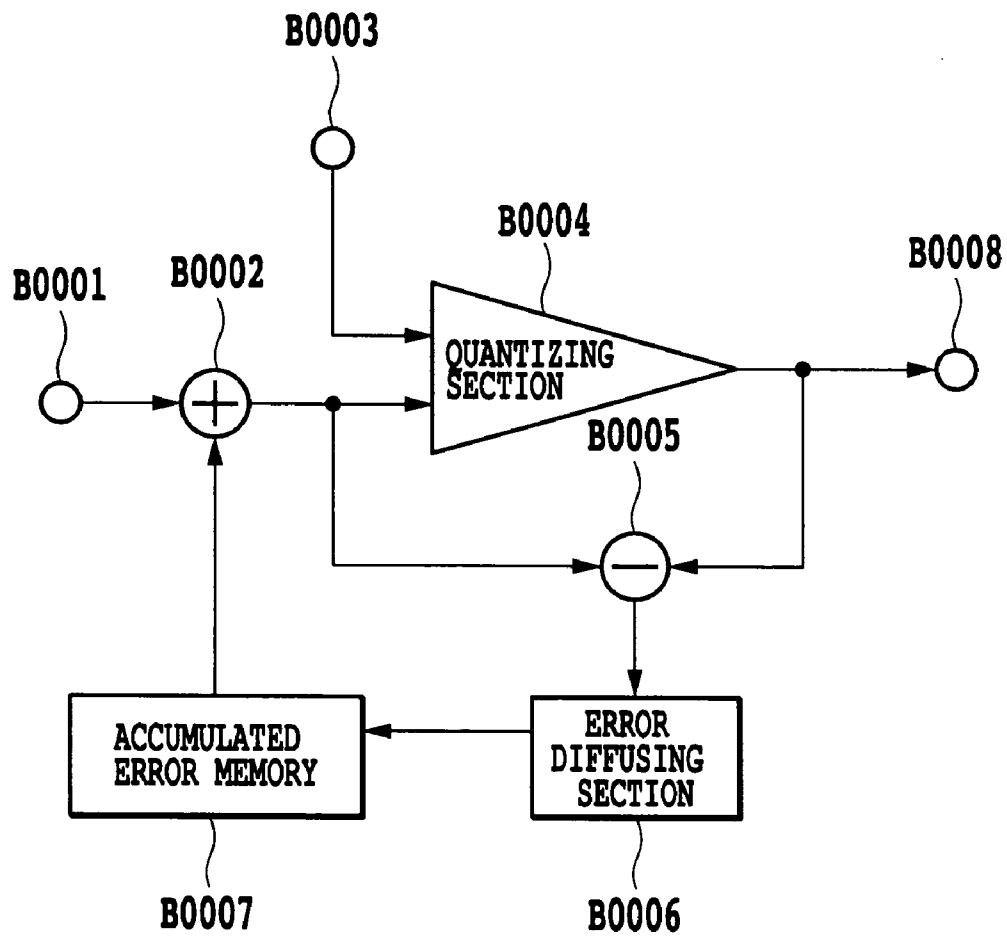 B0003
B0004
B0008
B0001
B0002
QUANTIZING
SECTION
B0005
ACCUMULATED
ERROR MEMORY
ERROR
DIFFUSING
SECTION
B0007
B0006